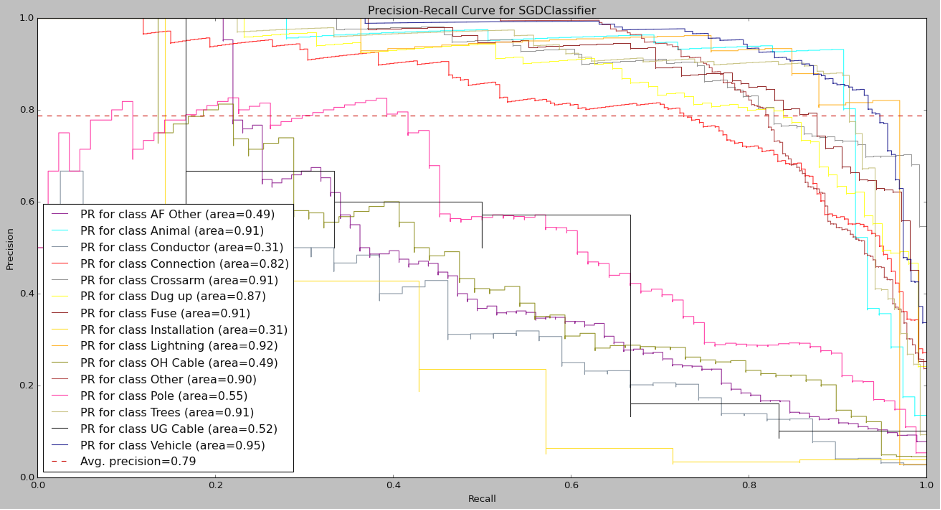 Precision-Recall Curve for SGDClassifier
1.0
0.8
0.6
0.4
0.2
0.0
Precision
PR for class AF Other (area=0.49)
PR for class Animal (area=0.91)
PR for class Conductor (area=0.31)
PR for class Connection (area=0.82)
PR for class Crossarm (area=0.91)
PR for class Dug up (area=0.87)
PR for class Fuse (area=0.91)
PR for class Installation (area=0.31)
PR for class Lightning (area=0.92)
PR for class OH Cable (area=0.49)
PR for class Other (area=0.90)
PR for class Pole (area=0.55)
PR for class Trees (area=0.91)
PR for class UG Cable (area=0.52)
PR for class Vehicle (area=0.95)
Avg. precision=0.79
0.0 0.2 0.4 0.6 0.8 1.0
Recall